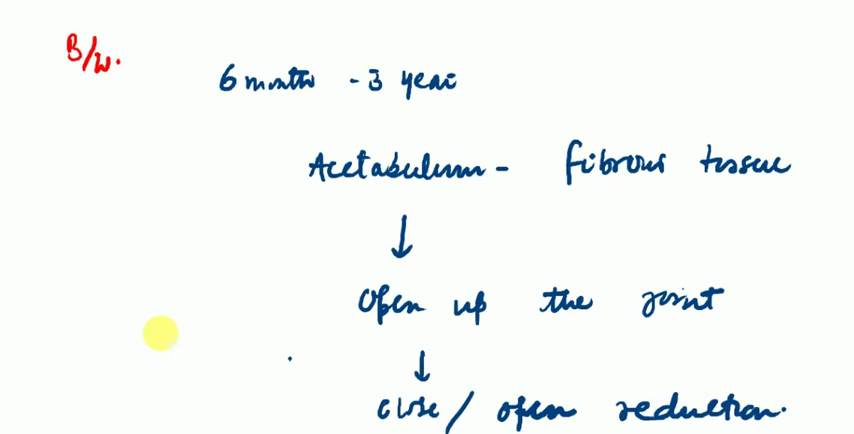 B/w.
6 month - 3 year
Acetabulum - fibrous tissue
↓
Open up the joint
↓
close / open reduction.